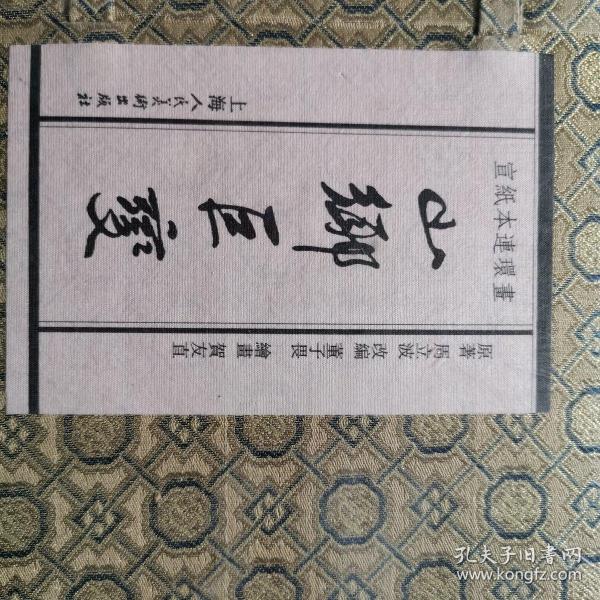 宣紙本連環畫
山鄉巨變
原著 周立波 改編 董子畏 繪畫 賀友直
上海人民美術出版社
孔夫子旧书网
www.kongfz.com